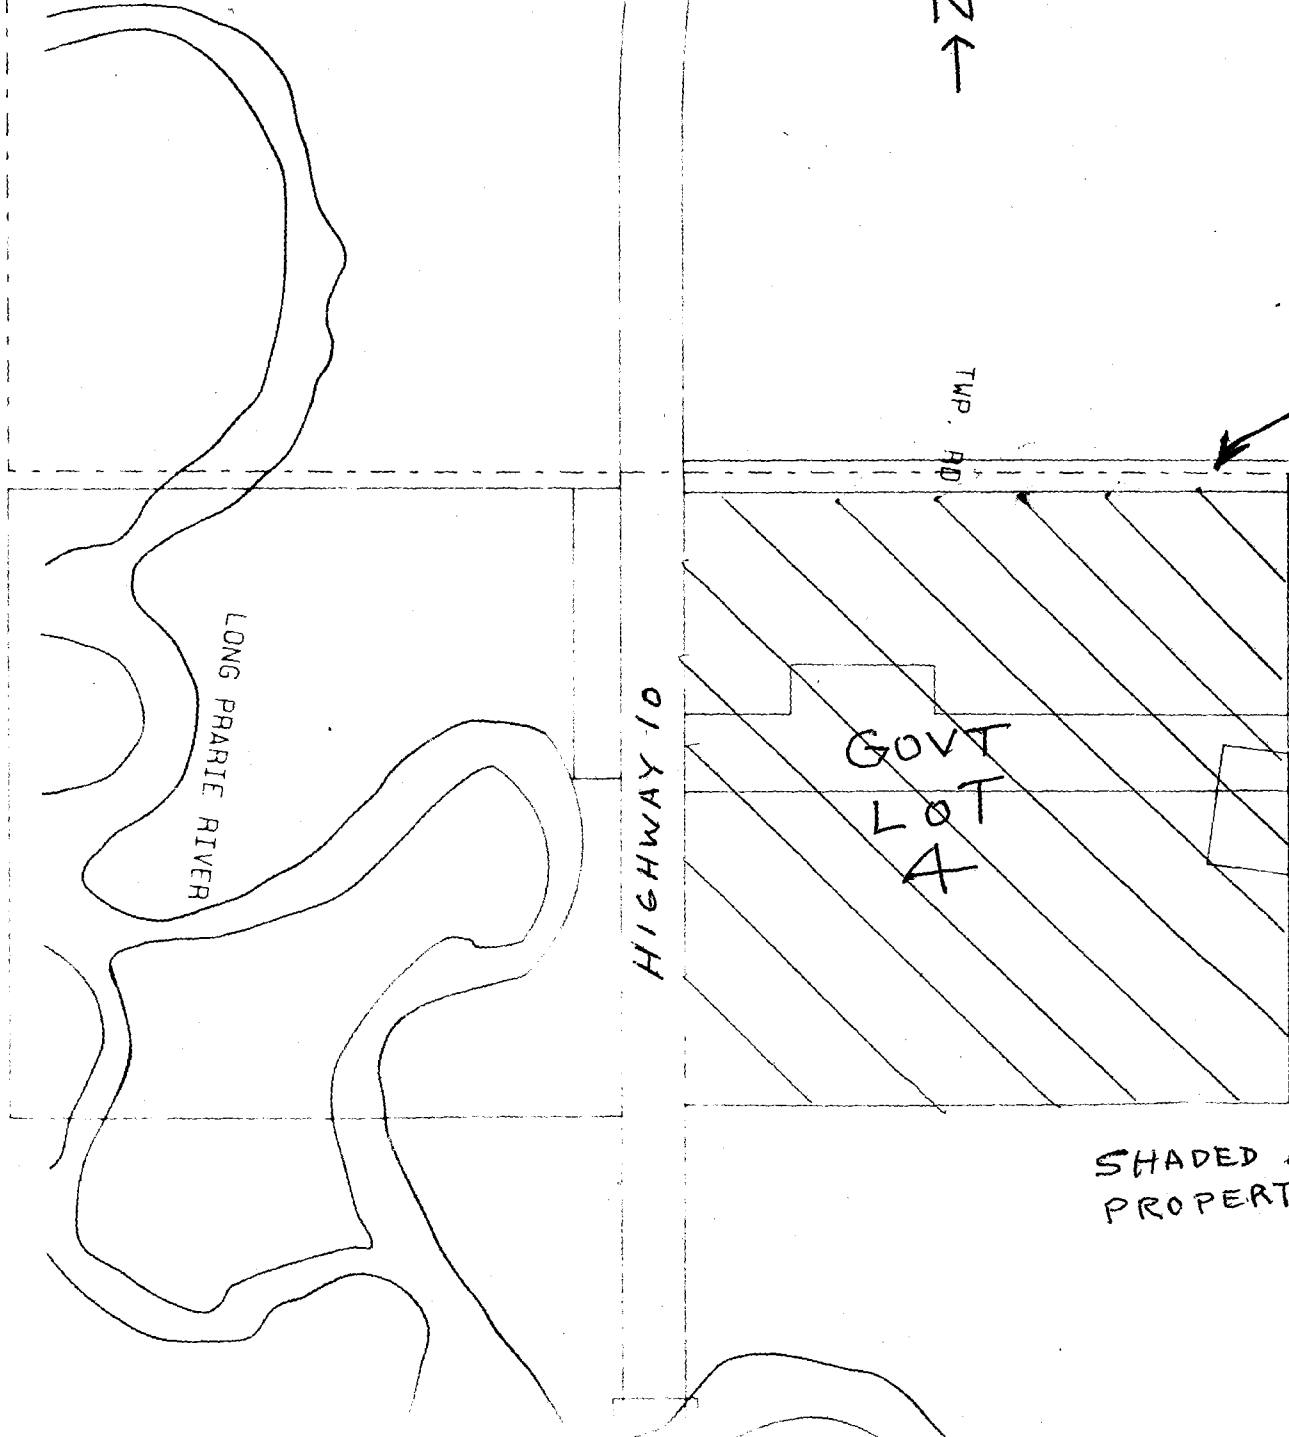 N
TWP. RD
LONG PRARIE RIVER
HIGHWAY 10
GOVT
LOT
4
SHADED
PROPERT